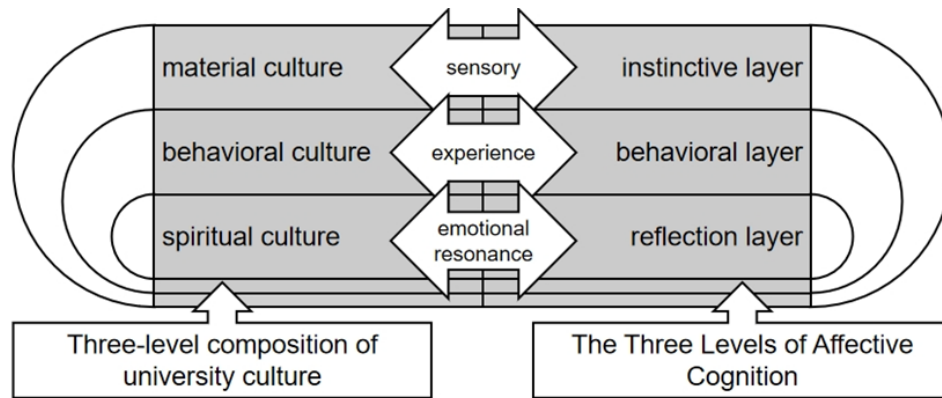 material culture
sensory
instinctive layer
behavioral culture
experience
behavioral layer
spiritual culture
emotional
resonance
reflection layer
Three-level composition of
university culture
The Three Levels of Affective
Cognition